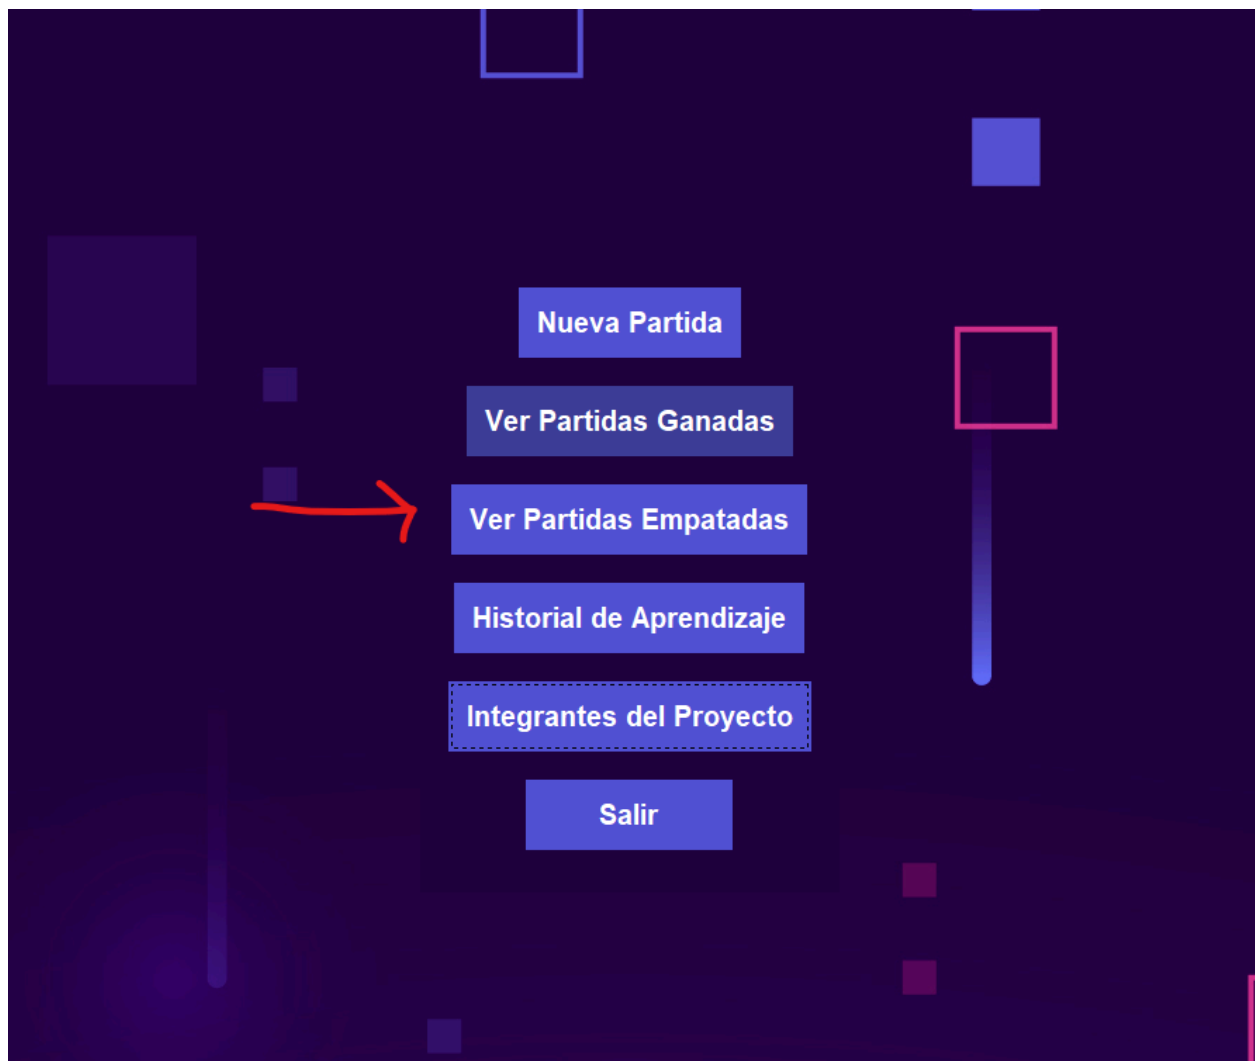 Nueva Partida
Ver Partidas Ganadas
Ver Partidas Empatadas
Historial de Aprendizaje
Integrantes del Proyecto
Salir